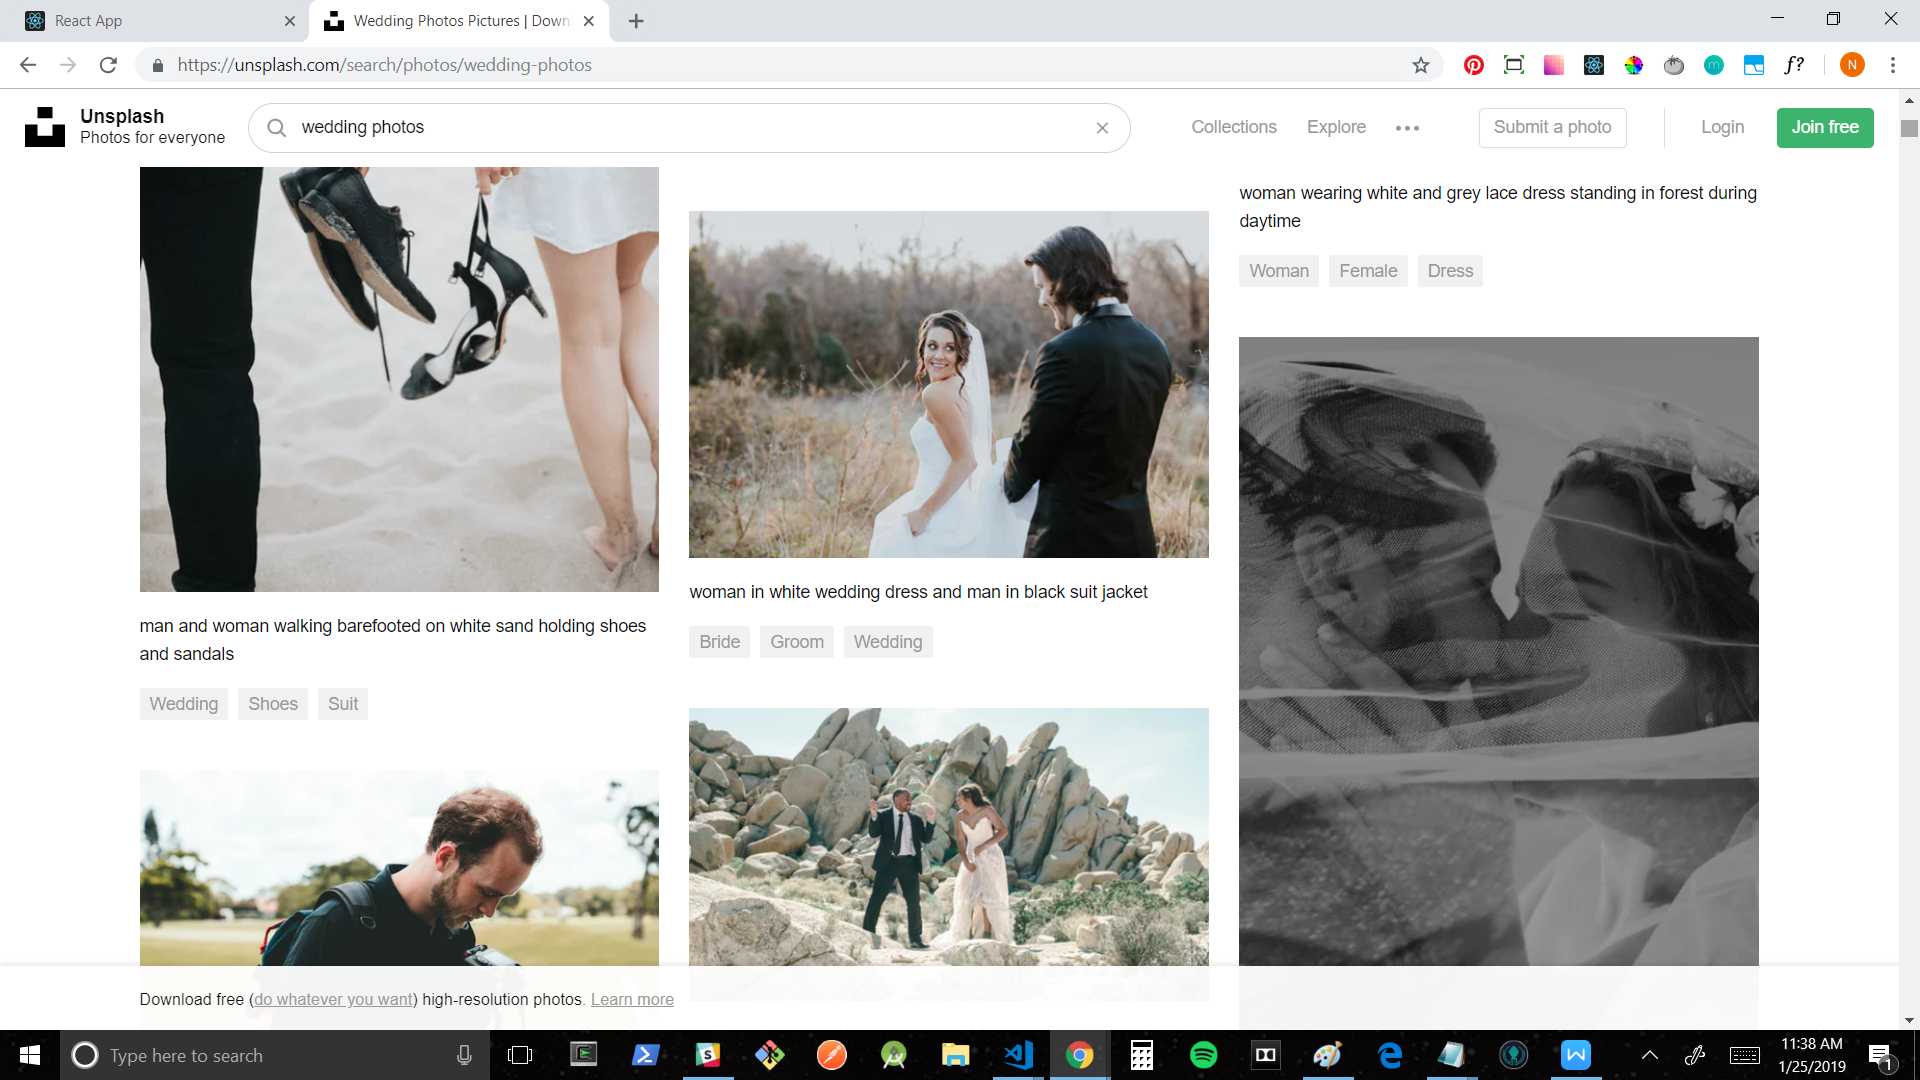 React App
Wedding Photos Pictures | Down
https://unsplash.com/search/photos/wedding-photos
f?
N
Unsplash
Photos for everyone
wedding photos
Collections
Explore
Submit a photo
Login
Join free
man and woman walking barefooted on white sand holding shoes
and sandals
Wedding
Shoes
Suit
woman in white wedding dress and man in black suit jacket
Bride
Groom
Wedding
woman wearing white and grey lace dress standing in forest during
daytime
Woman
Female
Dress
Download free (do whatever you want) high-resolution photos. Learn more
Type here to search
11:38 AM
1/25/2019
1